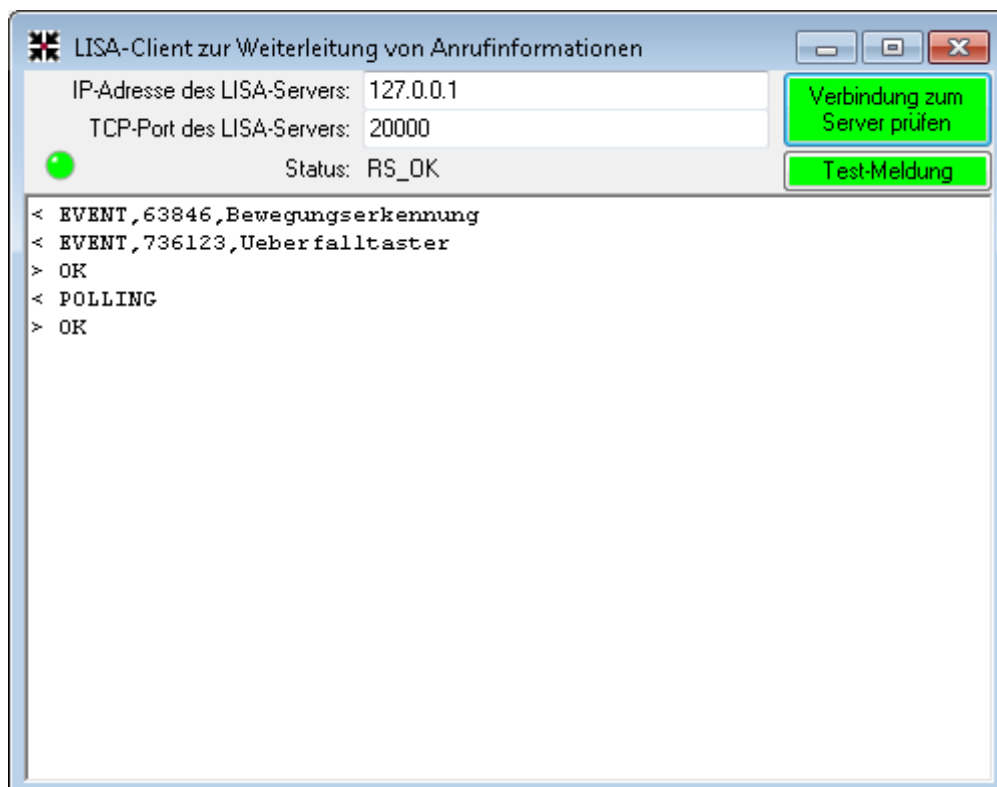 LISA-Client zur Weiterleitung von Anrufinformationen
IP-Adresse des LISA-Servers: 127.0.0.1
TCP-Port des LISA-Servers: 20000
Status: RS_OK
Verbindung zum
Server prüfen
Test-Meldung
< EVENT,63846,Bewegungserkennung
< EVENT,736123,Ueberfalltaster
> OK
< POLLING
> OK